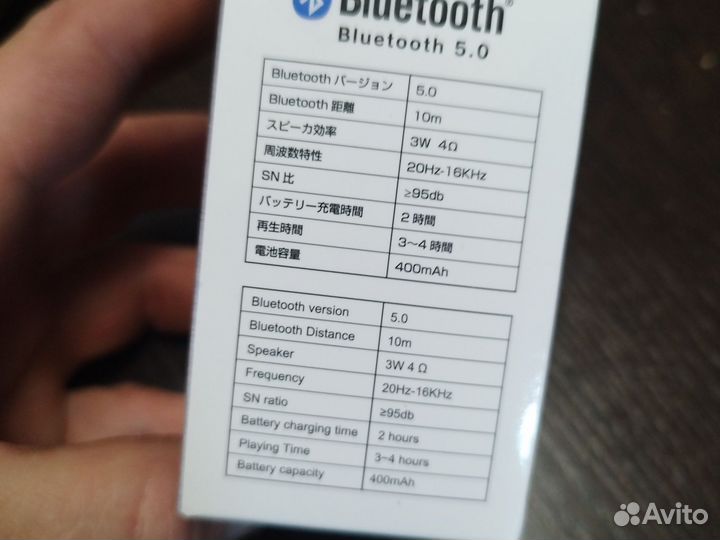 Bluetooth®
Bluetooth 5.0
Bluetooth バージョン 5.0
Bluetooth 距離 10m
スピーカ効率 3W 4Ω
周波数特性 20Hz-16KHz
SN 比 ≥95db
バッテリー充電時間 2 時間
再生時間 3〜4 時間
電池容量 400mAh
Bluetooth version 5.0
Bluetooth Distance 10m
Speaker 3W 4 Ω
Frequency 20Hz-16KHz
SN ratio ≥95db
Battery charging time 2 hours
Playing Time 3~4 hours
Battery capacity 400mAh
Avito